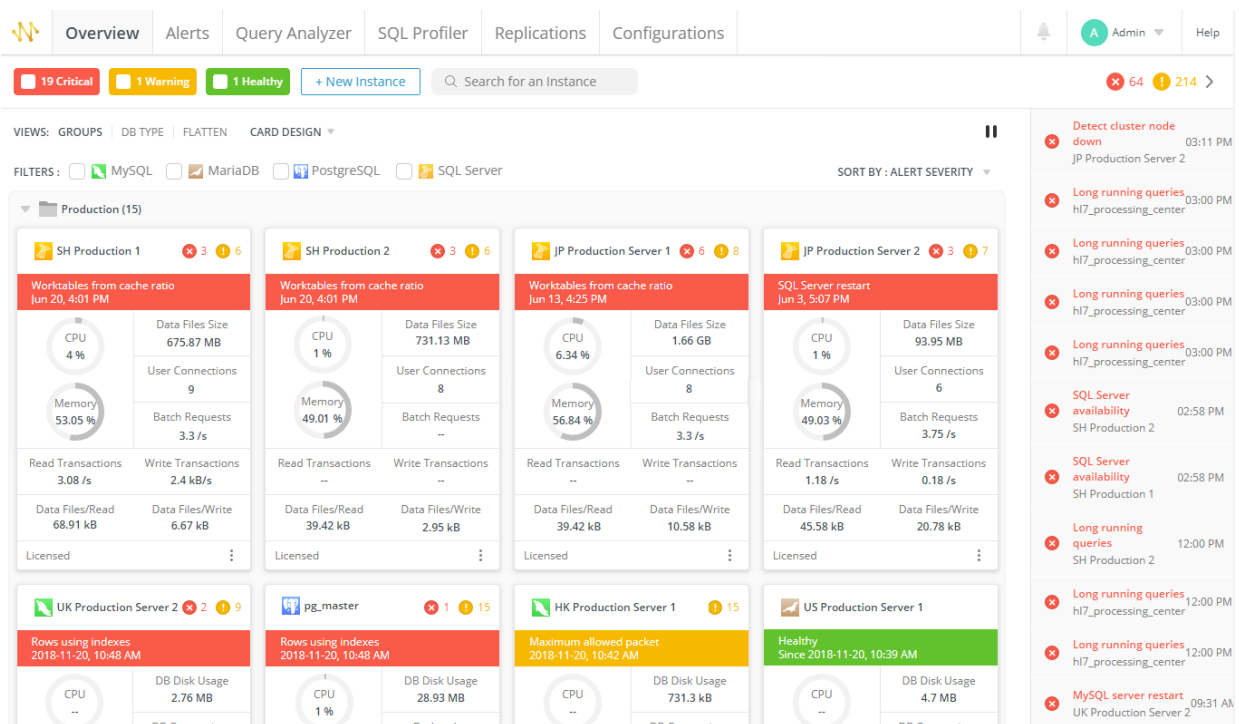 Overview Alerts Query Analyzer SQL Profiler Replications Configurations A Admin Help
19 Critical 1 Warning 1 Healthy + New Instance Search for an Instance 64 214
VIEWS: GROUPS DB TYPE FLATTEN CARD DESIGN
FILTERS : MySQL MariaDB PostgreSQL SQL Server SORT BY : ALERT SEVERITY
Production (15)
SH Production 1 3 6
Worktables from cache ratio
Jun 20, 4:01 PM
CPU
4 %
Memory
53.05 %
Data Files Size
675.87 MB
User Connections
9
Batch Requests
3.3 /s
Read Transactions
3.08 /s
Write Transactions
2.4 kB/s
Data Files/Read
68.91 kB
Data Files/Write
6.67 kB
Licensed
SH Production 2 3 6
Worktables from cache ratio
Jun 20, 4:01 PM
CPU
1 %
Memory
49.01 %
Data Files Size
731.13 MB
User Connections
8
Batch Requests
--
Read Transactions
--
Write Transactions
--
Data Files/Read
39.42 kB
Data Files/Write
2.95 kB
Licensed
JP Production Server 1 6 8
Worktables from cache ratio
Jun 13, 4:25 PM
CPU
6.34 %
Memory
56.84 %
Data Files Size
1.66 GB
User Connections
8
Batch Requests
3.3 /s
Read Transactions
--
Write Transactions
--
Data Files/Read
39.42 kB
Data Files/Write
10.58 kB
Licensed
JP Production Server 2 3 7
SQL Server restart
Jun 3, 5:07 PM
CPU
1 %
Memory
49.03 %
Data Files Size
93.95 MB
User Connections
6
Batch Requests
3.75 /s
Read Transactions
1.18 /s
Write Transactions
0.18 /s
Data Files/Read
45.58 kB
Data Files/Write
20.78 kB
Licensed
UK Production Server 2 2 9
Rows using indexes
2018-11-20, 10:48 AM
CPU
--
DB Disk Usage
2.76 MB
pg_master 1 15
Rows using indexes
2018-11-20, 10:48 AM
CPU
1 %
DB Disk Usage
28.93 MB
HK Production Server 1 15
Maximum allowed packet
2018-11-20, 10:42 AM
CPU
--
DB Disk Usage
731.3 kB
US Production Server 1
Healthy
Since 2018-11-20, 10:39 AM
CPU
--
DB Disk Usage
4.7 MB
Detect cluster node
down 03:11 PM
JP Production Server 2
Long running queries 03:00 PM
hl7_processing_center
Long running queries 03:00 PM
hl7_processing_center
Long running queries 03:00 PM
hl7_processing_center
Long running queries 03:00 PM
hl7_processing_center
SQL Server
availability 02:58 PM
SH Production 2
SQL Server
availability 02:58 PM
SH Production 1
Long running
queries 12:00 PM
SH Production 2
Long running queries 12:00 PM
hl7_processing_center
Long running queries 12:00 PM
hl7_processing_center
MySQL server restart 09:31 AM
UK Production Server 2